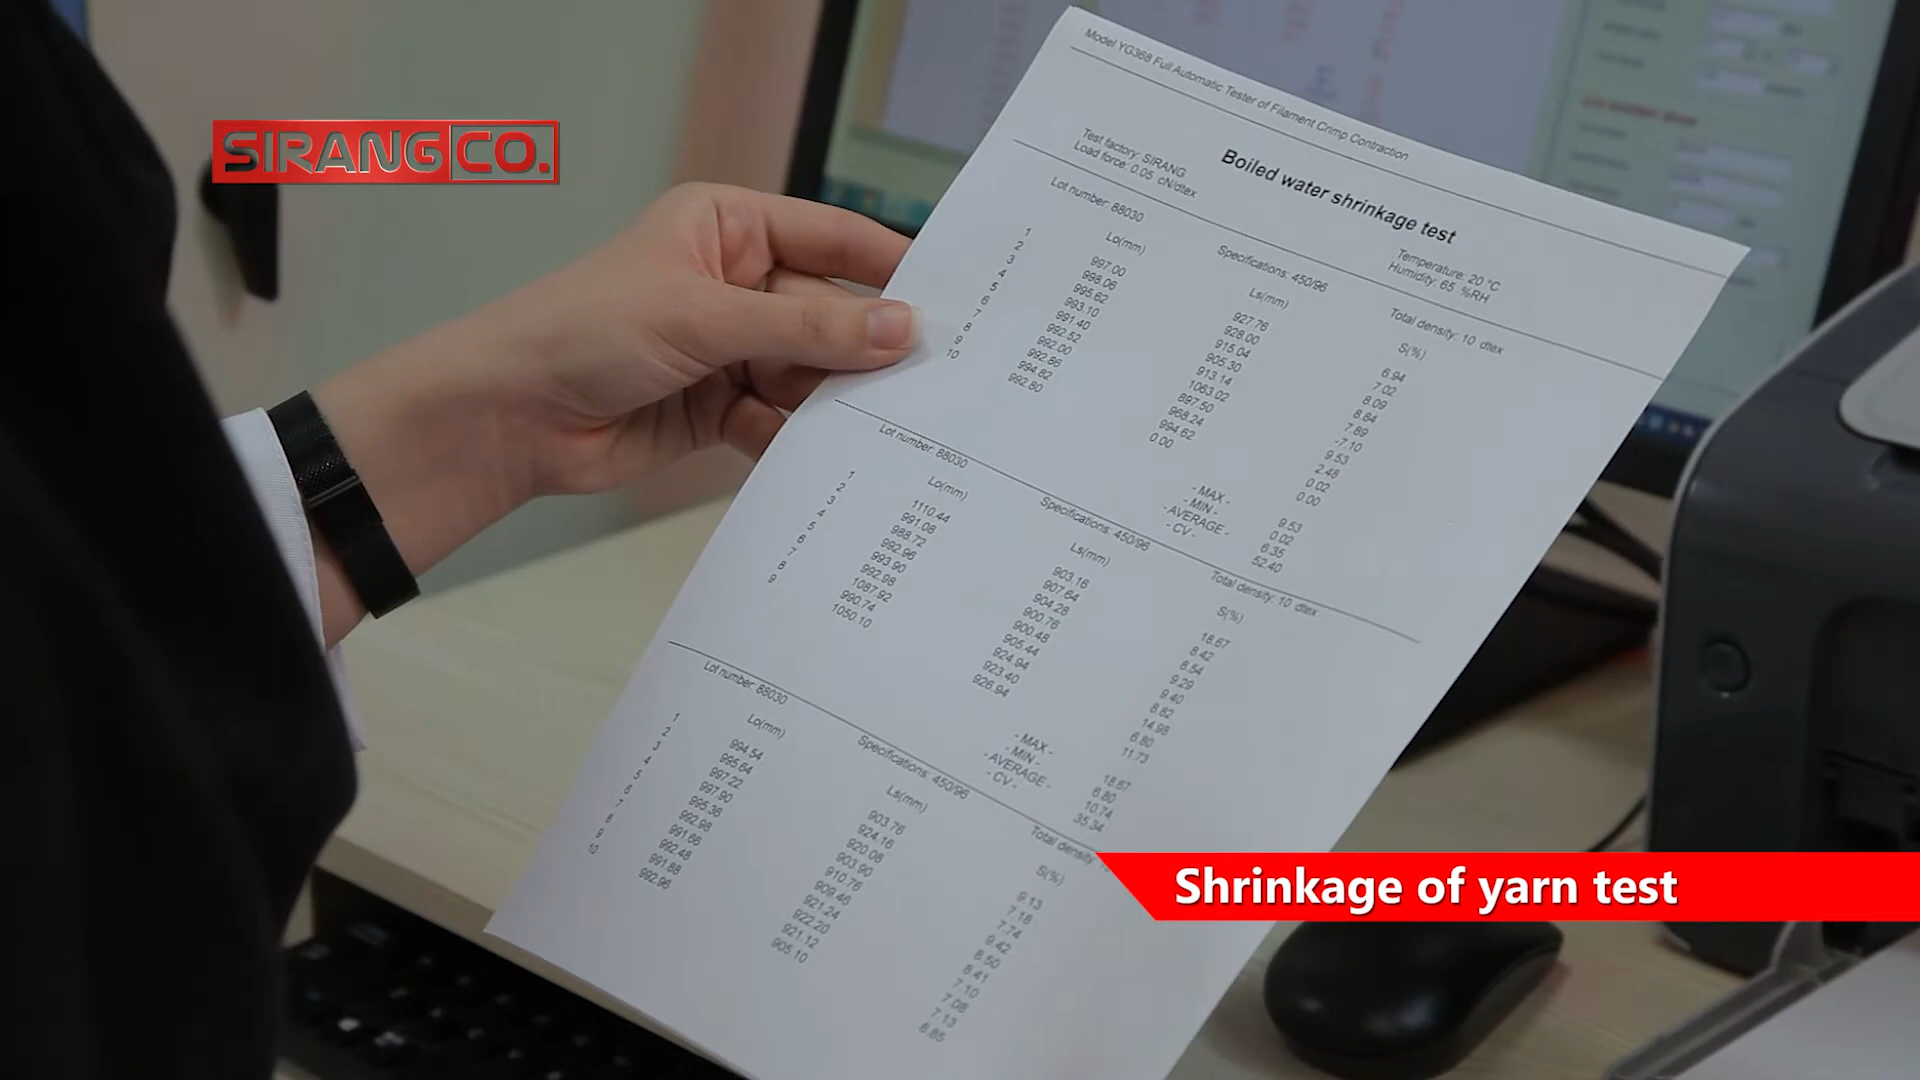 SIRANG CO.
Model YG368 Full Automatic Tester of Filament Crimp Contraction
Boiled water shrinkage test
Test factory: SIRANG
Load force: 0.05 cN/dtex
Temperature: 20 °C
Humidity: 65 %RH
Lot number: 88030 Specifications: 450/96 Total density: 10 dtex
Lo(mm) Ls(mm) S(%)
1 997.00 927.76 6.94
2 998.06 928.00 7.02
3 995.62 915.04 8.09
4 993.10 905.30 8.84
5 991.40 913.14 7.89
6 992.52 1063.02 -7.10
7 992.00 897.50 9.53
8 992.86 968.24 2.48
9 994.82 994.62 0.02
10 992.80 0.00 0.00
- MAX - 9.53
- MIN - 0.02
- AVERAGE - 6.35
- CV - 52.40
Lot number: 88030 Specifications: 450/96 Total density: 10 dtex
Lo(mm) Ls(mm) S(%)
1 1110.44 903.16 18.67
2 991.08 907.64 8.42
3 988.72 904.28 8.54
4 992.96 900.76 9.29
5 993.90 900.48 9.40
6 992.98 905.44 8.82
7 1087.92 924.94 14.98
8 990.74 923.40 6.80
9 1050.10 926.94 11.73
- MAX - 18.67
- MIN - 6.80
- AVERAGE - 10.74
- CV - 35.34
Lot number: 88030 Specifications: 450/96 Total density:
Lo(mm) Ls(mm) S(%)
1 994.54 903.76 9.13
2 995.64 924.16 7.18
3 997.22 920.08 7.74
4 997.90 903.90 9.42
5 995.36 910.76 8.50
6 992.98 909.46 8.41
7 991.66 921.24 7.10
8 992.48 922.20 7.08
9 991.88 921.12 7.13
10 992.96 905.10 8.85
Shrinkage of yarn test